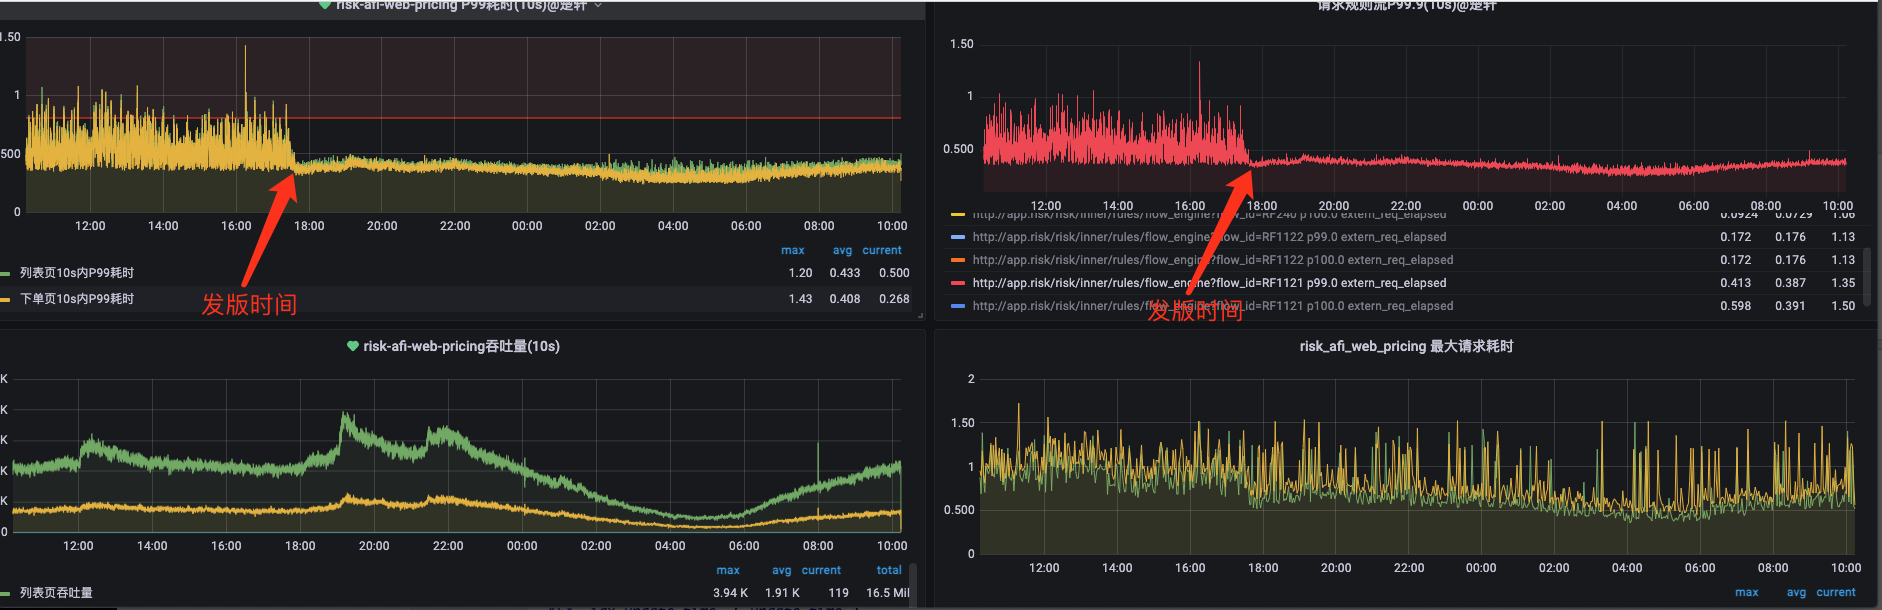 risk-afi-web-pricing P99耗时(10s)@楚轩
1.50
1
500
0
12:00 14:00 16:00 18:00 20:00 22:00 00:00 02:00 04:00 06:00 08:00 10:00
max avg current
列表页10s内P99耗时 1.20 0.433 0.500
下单页10s内P99耗时 1.43 0.408 0.268
发版时间
请求规则流P99.9(10s)@楚轩
1.50
1
0.500
12:00 14:00 16:00 18:00 20:00 22:00 00:00 02:00 04:00 06:00 08:00 10:00
http://app.risk/risk/inner/rules/flow_engine?flow_id=RF240 p100.0 extern_req_elapsed 0.0924 0.0729 1.06
http://app.risk/risk/inner/rules/flow_engine?flow_id=RF1122 p99.0 extern_req_elapsed 0.172 0.176 1.13
http://app.risk/risk/inner/rules/flow_engine?flow_id=RF1122 p100.0 extern_req_elapsed 0.172 0.176 1.13
http://app.risk/risk/inner/rules/flow_engine?flow_id=RF1121 p99.0 extern_req_elapsed 0.413 0.387 1.35
http://app.risk/risk/inner/rules/flow_engine?flow_id=RF1121 p100.0 extern_req_elapsed 0.598 0.391 1.50
发版时间
risk-afi-web-pricing吞吐量(10s)
K
K
K
K
K
0
12:00 14:00 16:00 18:00 20:00 22:00 00:00 02:00 04:00 06:00 08:00 10:00
max avg current total
列表页吞吐量 3.94 K 1.91 K 119 16.5 Mil
risk_afi_web_pricing 最大请求耗时
2
1.50
1
0.500
0
12:00 14:00 16:00 18:00 20:00 22:00 00:00 02:00 04:00 06:00 08:00 10:00
max avg current